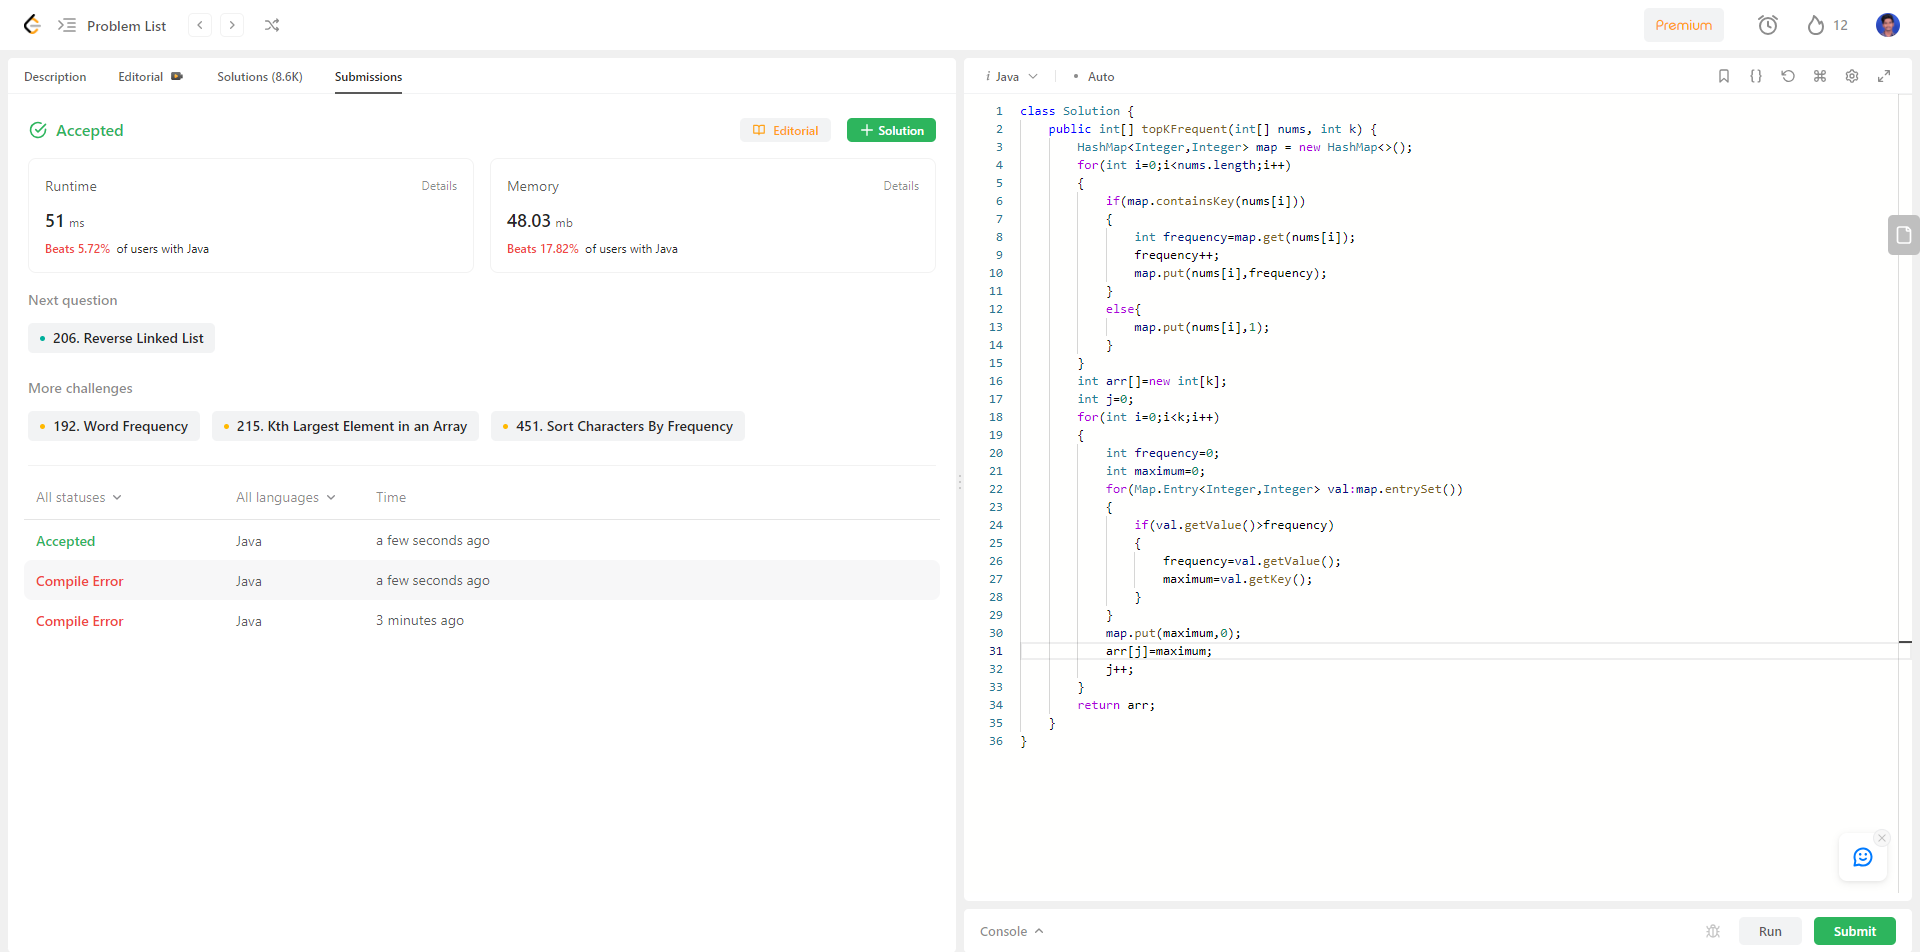 Problem List
Premium
12
Description Editorial Solutions (8.6K) Submissions
Accepted
Editorial
Solution
Runtime Details
51 ms
Beats 5.72% of users with Java
Memory Details
48.03 mb
Beats 17.82% of users with Java
Next question
206. Reverse Linked List
More challenges
192. Word Frequency 215. Kth Largest Element in an Array 451. Sort Characters By Frequency
All statuses All languages Time
Accepted Java a few seconds ago
Compile Error Java a few seconds ago
Compile Error Java 3 minutes ago
i Java • Auto
1 class Solution {
2     public int[] topKFrequent(int[] nums, int k) {
3         HashMap<Integer,Integer> map = new HashMap<>();
4         for(int i=0;i<nums.length;i++)
5         {
6             if(map.containsKey(nums[i]))
7             {
8                 int frequency=map.get(nums[i]);
9                 frequency++;
10                 map.put(nums[i],frequency);
11             }
12             else{
13                 map.put(nums[i],1);
14             }
15         }
16         int arr[]=new int[k];
17         int j=0;
18         for(int i=0;i<k;i++)
19         {
20             int frequency=0;
21             int maximum=0;
22             for(Map.Entry<Integer,Integer> val:map.entrySet())
23             {
24                 if(val.getValue()>frequency)
25                 {
26                     frequency=val.getValue();
27                     maximum=val.getKey();
28                 }
29             }
30             map.put(maximum,0);
31             arr[j]=maximum;
32             j++;
33         }
34         return arr;
35     }
36 }
Console
Run
Submit